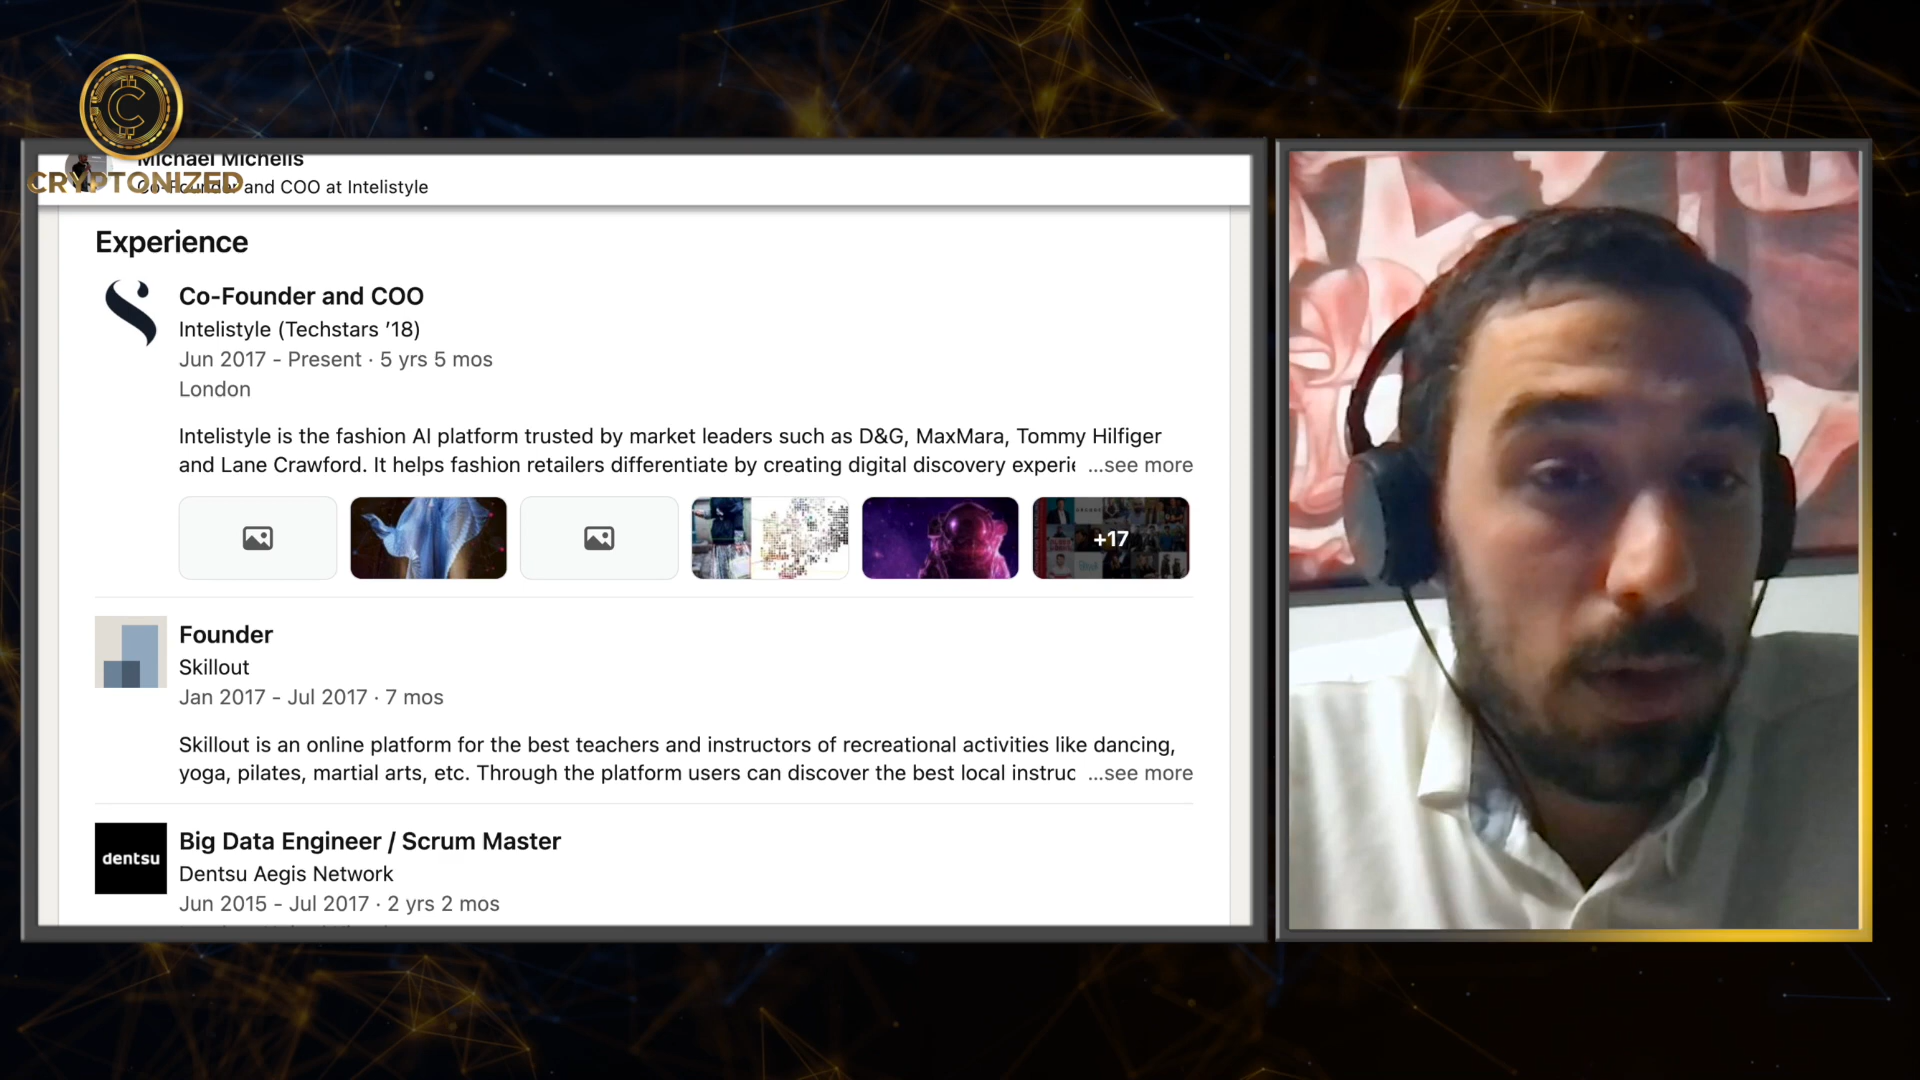 CRYPTONIZED
Michael Michelis
Co-Founder and COO at Intelistyle
Experience
Co-Founder and COO
Intelistyle (Techstars '18)
Jun 2017 - Present · 5 yrs 5 mos
London
Intelistyle is the fashion AI platform trusted by market leaders such as D&G, MaxMara, Tommy Hilfiger
and Lane Crawford. It helps fashion retailers differentiate by creating digital discovery experie ...see more
+17
Founder
Skillout
Jan 2017 - Jul 2017 · 7 mos
Skillout is an online platform for the best teachers and instructors of recreational activities like dancing,
yoga, pilates, martial arts, etc. Through the platform users can discover the best local instruc ...see more
dentsu
Big Data Engineer / Scrum Master
Dentsu Aegis Network
Jun 2015 - Jul 2017 · 2 yrs 2 mos